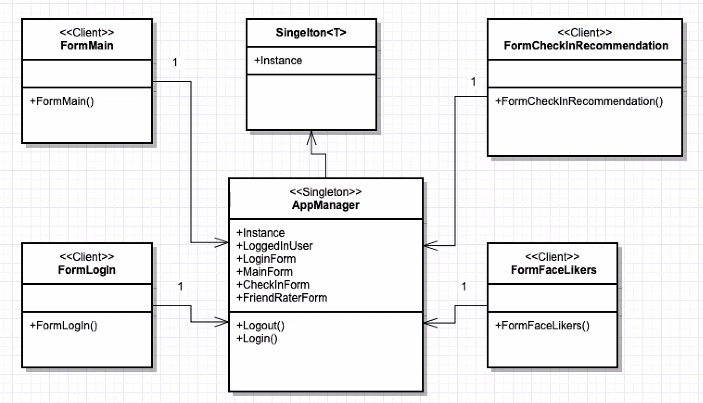 <<Client>>
FormMain
+FormMain()
1
Singelton<T>
+Instance
<<Client>>
FormCheckInRecommendation
+FormCheckInRecommendation()
1
<<Singleton>>
AppManager
+Instance
+LoggedInUser
+LoginForm
+MainForm
+CheckInForm
+FriendRaterForm
+Logout()
+Login()
<<Client>>
FormLogIn
+FormLogIn()
1
<<Client>>
FormFaceLikers
+FormFaceLikers()
1